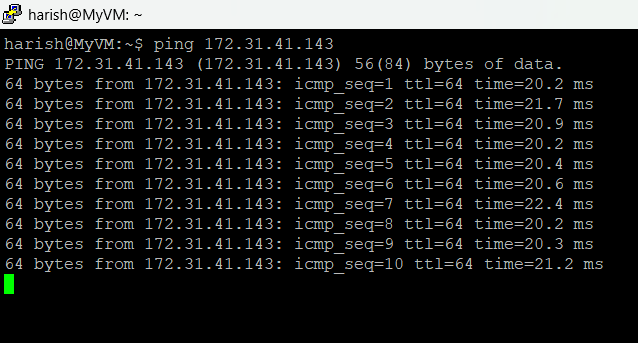 harish@MyVM: ~
harish@MyVM:~$ ping 172.31.41.143
PING 172.31.41.143 (172.31.41.143) 56(84) bytes of data.
64 bytes from 172.31.41.143: icmp_seq=1 ttl=64 time=20.2 ms
64 bytes from 172.31.41.143: icmp_seq=2 ttl=64 time=21.7 ms
64 bytes from 172.31.41.143: icmp_seq=3 ttl=64 time=20.9 ms
64 bytes from 172.31.41.143: icmp_seq=4 ttl=64 time=20.2 ms
64 bytes from 172.31.41.143: icmp_seq=5 ttl=64 time=20.4 ms
64 bytes from 172.31.41.143: icmp_seq=6 ttl=64 time=20.6 ms
64 bytes from 172.31.41.143: icmp_seq=7 ttl=64 time=22.4 ms
64 bytes from 172.31.41.143: icmp_seq=8 ttl=64 time=20.2 ms
64 bytes from 172.31.41.143: icmp_seq=9 ttl=64 time=20.3 ms
64 bytes from 172.31.41.143: icmp_seq=10 ttl=64 time=21.2 ms